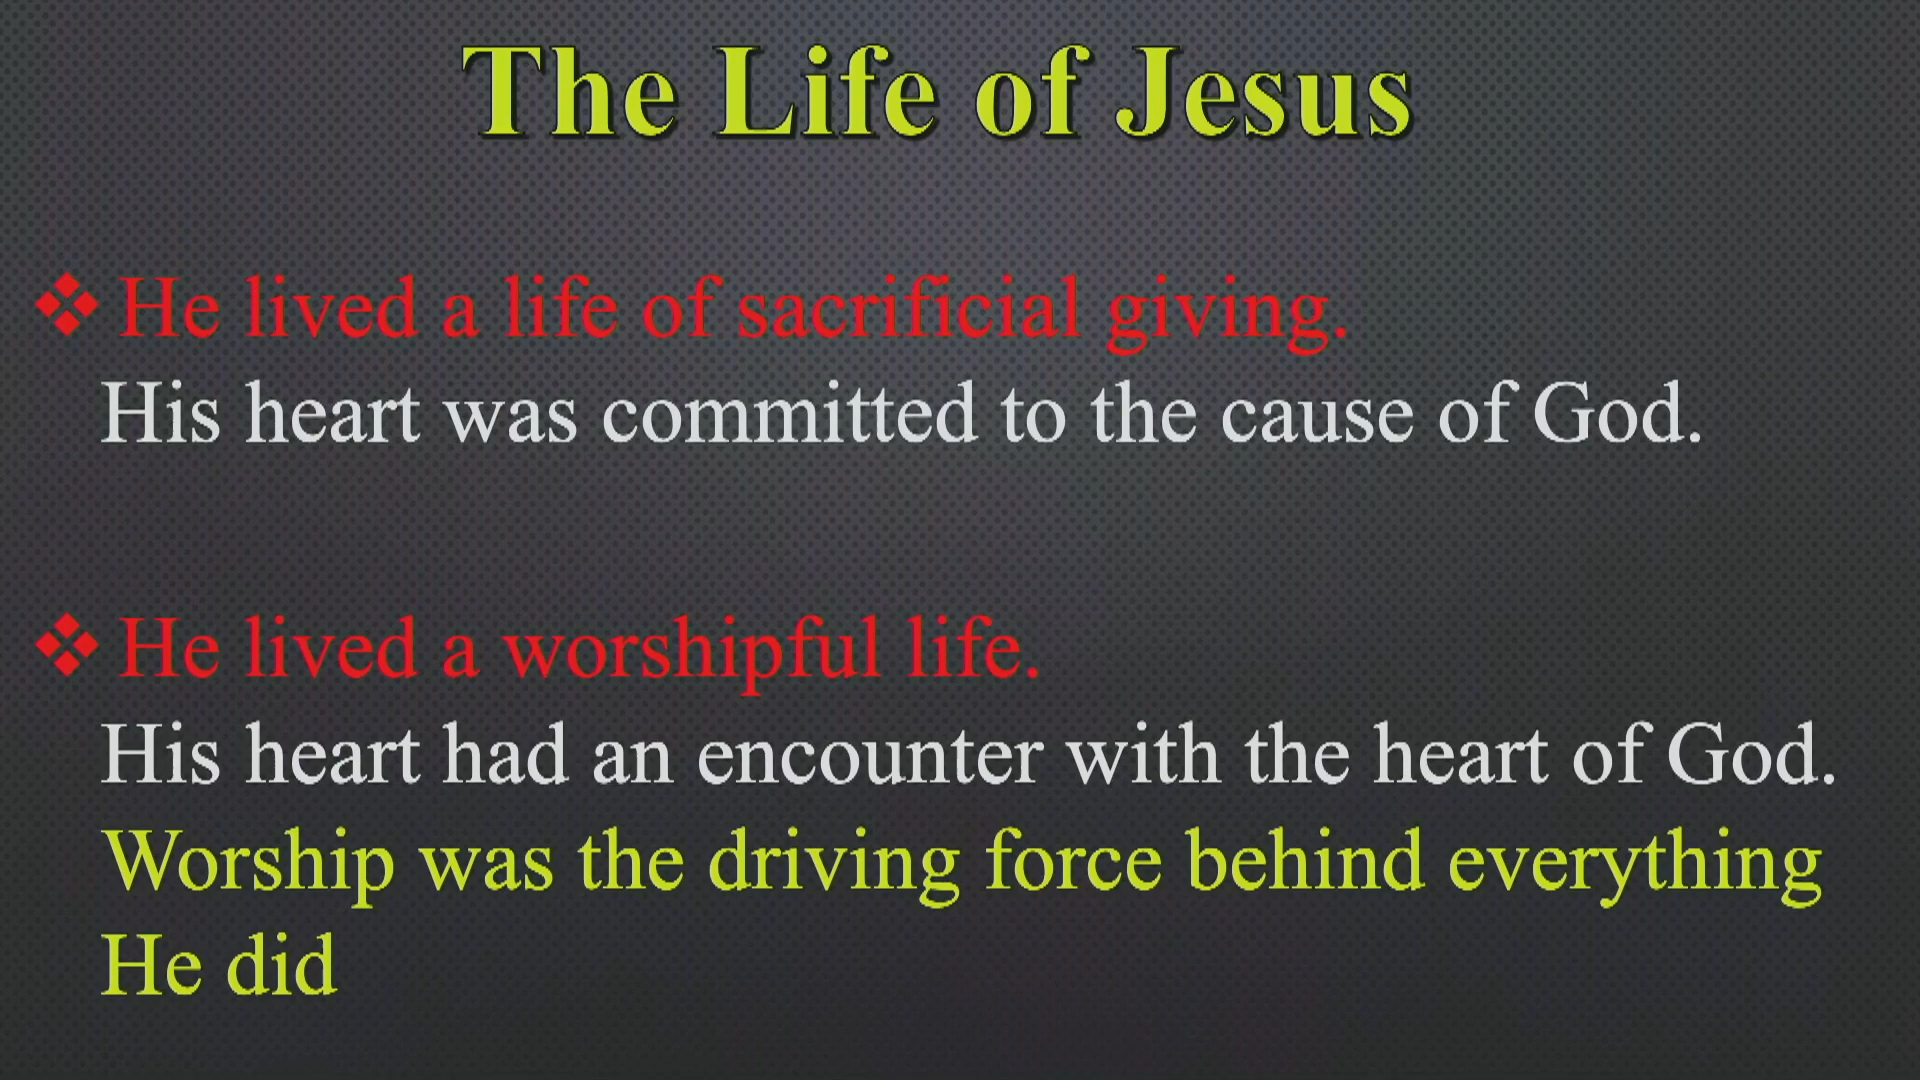 The Life of Jesus
❖ He lived a life of sacrificial giving.
His heart was committed to the cause of God.
❖ He lived a worshipful life.
His heart had an encounter with the heart of God.
Worship was the driving force behind everything
He did